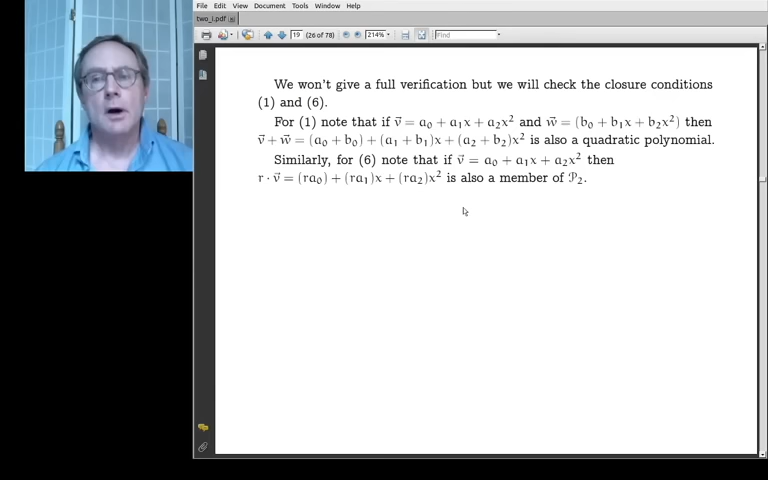 File Edit View Document Tools Window Help
two_i.pdf
19 (26 of 78) 214% Find
We won't give a full verification but we will check the closure conditions
(1) and (6).
For (1) note that if v⃗ = a₀ + a₁x + a₂x² and w⃗ = (b₀ + b₁x + b₂x²) then
v⃗ + w⃗ = (a₀ + b₀) + (a₁ + b₁)x + (a₂ + b₂)x² is also a quadratic polynomial.
Similarly, for (6) note that if v⃗ = a₀ + a₁x + a₂x² then
r · v⃗ = (ra₀) + (ra₁)x + (ra₂)x² is also a member of 𝒫₂.